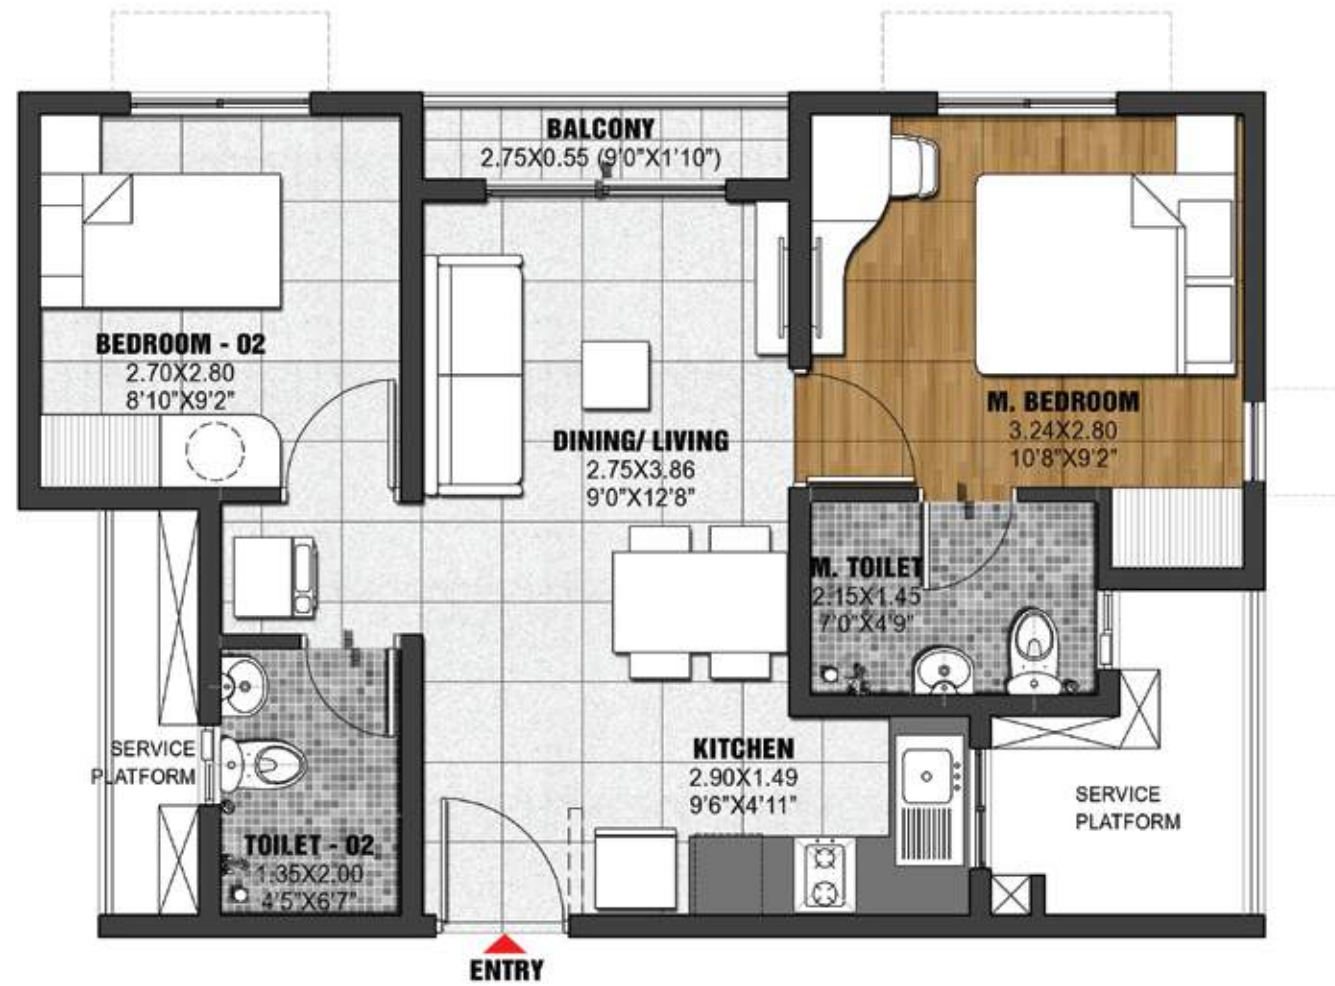 BALCONY
2.75X0.55 (9'0"X1'10")
BEDROOM - 02
2.70X2.80
8'10"X9'2"
DINING/ LIVING
2.75X3.86
9'0"X12'8"
M. BEDROOM
3.24X2.80
10'8"X9'2"
M. TOILET
2.15X1.45
7'0"X4'9"
SERVICE
PLATFORM
KITCHEN
2.90X1.49
9'6"X4'11"
SERVICE
PLATFORM
TOILET - 02
1.35X2.00
4'5"X6'7"
ENTRY